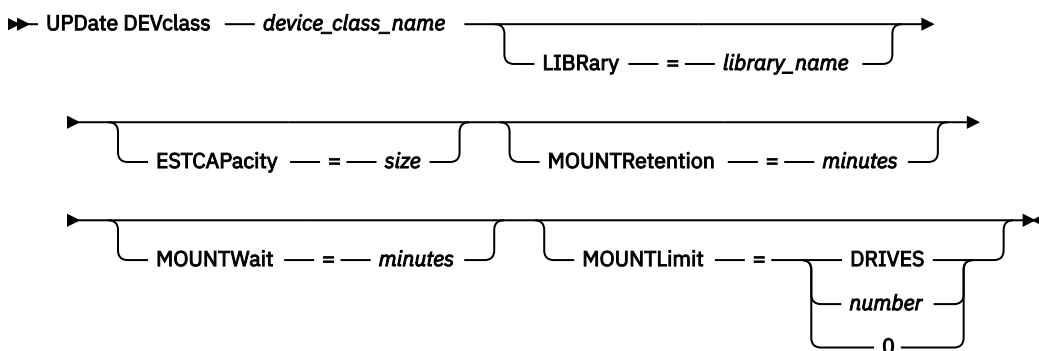 UPDate DEVclass device_class_name
LIBRary = library_name
ESTCAPacity = size MOUNTRetention = minutes
MOUNTWait = minutes MOUNTLimit = DRIVES
number
0